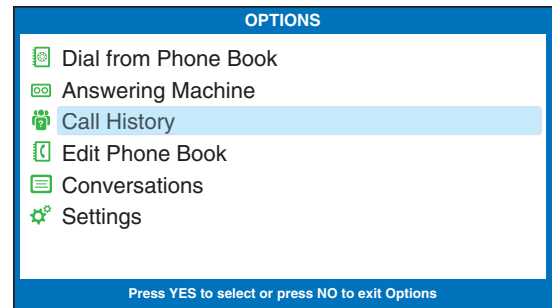 OPTIONS
Dial from Phone Book
Answering Machine
Call History
Edit Phone Book
Conversations
Settings
Press YES to select or press NO to exit Options